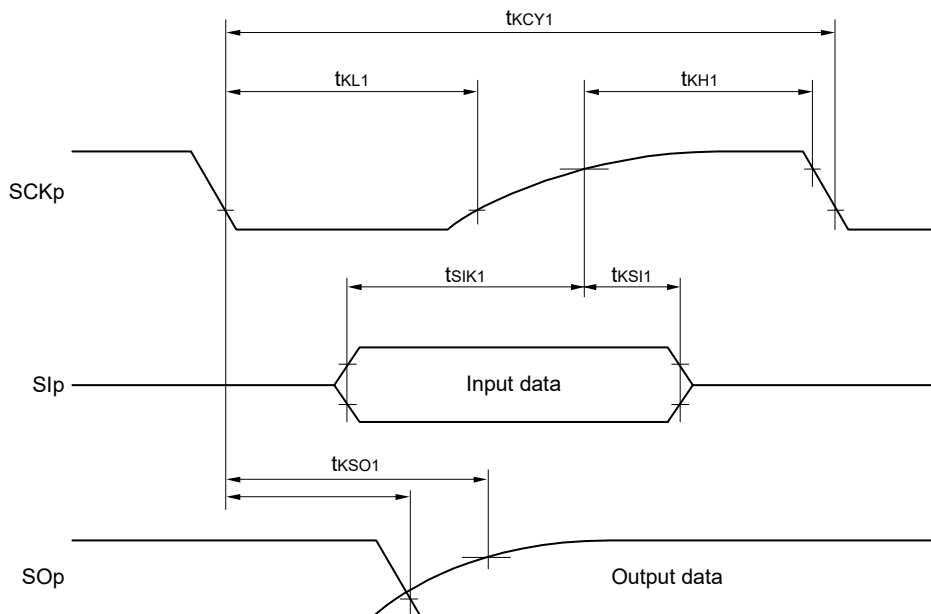 tKCY1
tKL1
tKH1
SCKp
tSIK1
tKSI1
SIp
Input data
tKSO1
SOp
Output data